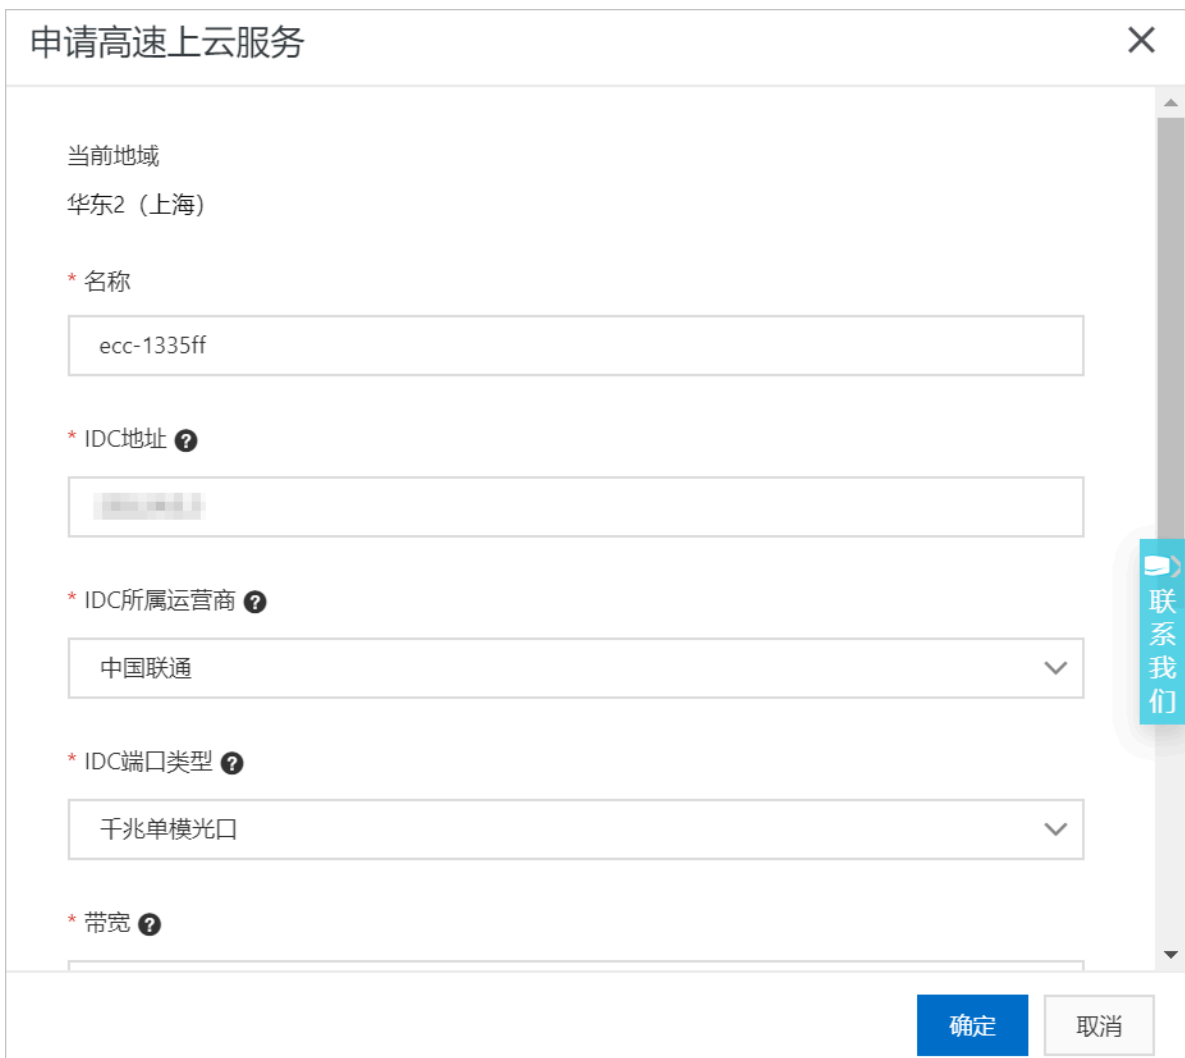 申请高速上云服务
当前地域
华东2（上海）
* 名称
ecc-1335ff
* IDC地址
* IDC所属运营商
中国联通
* IDC端口类型
千兆单模光口
* 带宽
联系我们
确定
取消